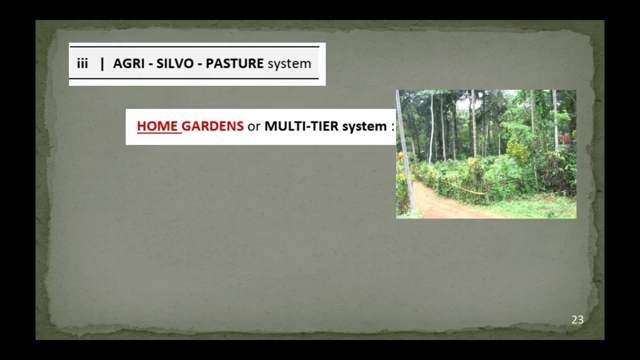 iii | AGRI - SILVO - PASTURE system
HOME GARDENS or MULTI-TIER system :
23